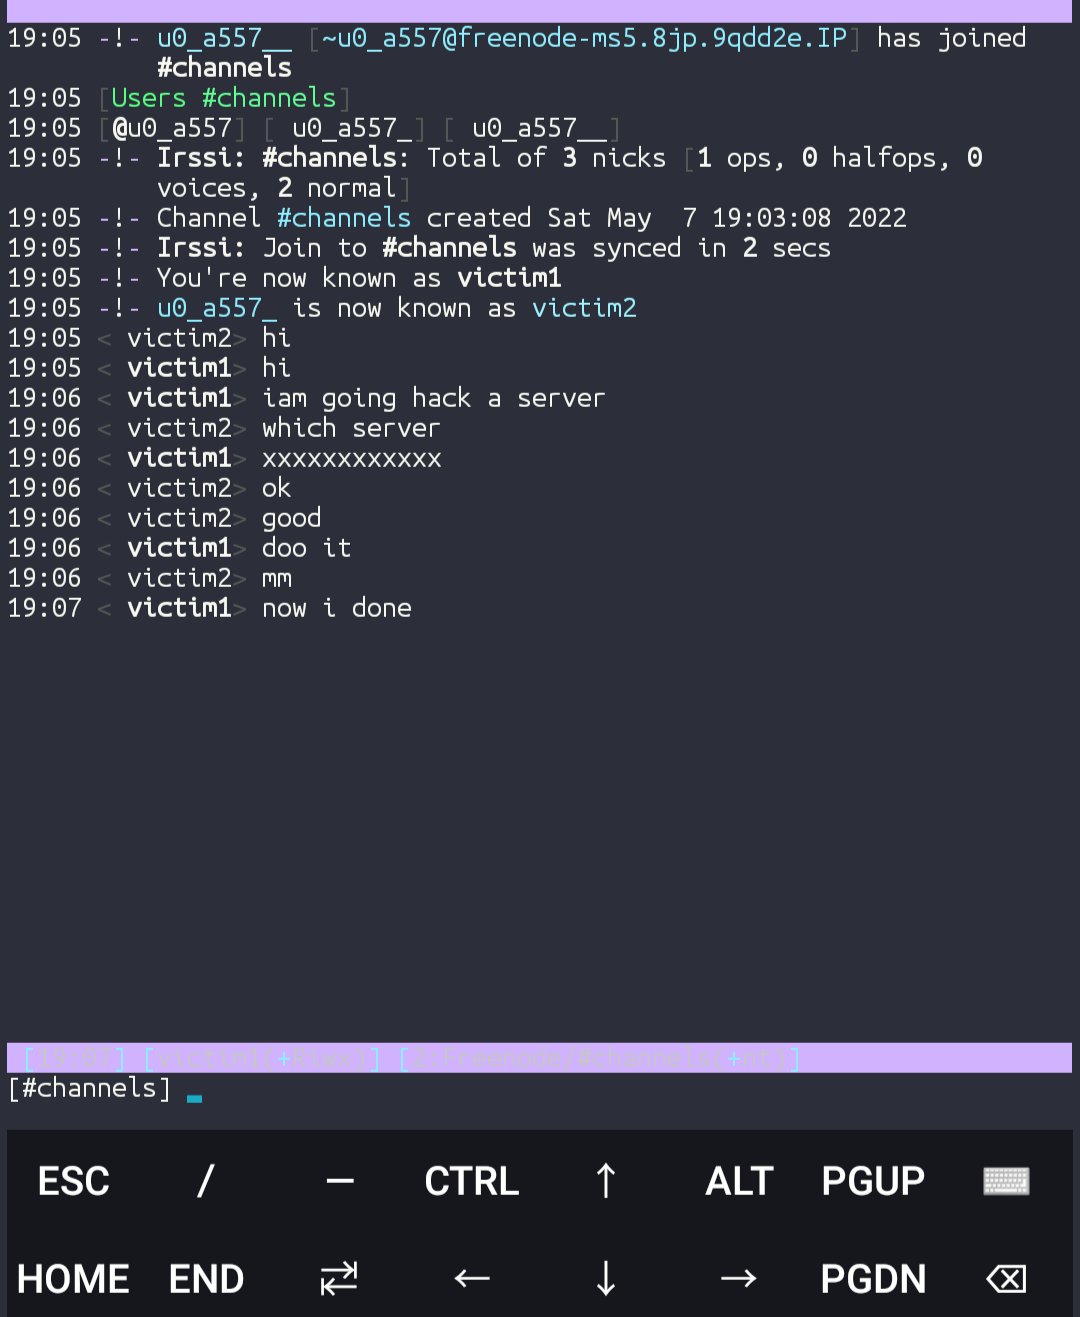 19:05 -!- u0_a557__ [~u0_a557@freenode-ms5.8jp.9qdd2e.IP] has joined
#channels
19:05 [Users #channels]
19:05 [@u0_a557] [ u0_a557_] [ u0_a557__]
19:05 -!- Irssi: #channels: Total of 3 nicks [1 ops, 0 halfops, 0
voices, 2 normal]
19:05 -!- Channel #channels created Sat May  7 19:03:08 2022
19:05 -!- Irssi: Join to #channels was synced in 2 secs
19:05 -!- You're now known as victim1
19:05 -!- u0_a557_ is now known as victim2
19:05 < victim2> hi
19:05 < victim1> hi
19:06 < victim1> iam going hack a server
19:06 < victim2> which server
19:06 < victim1> xxxxxxxxxxxx
19:06 < victim2> ok
19:06 < victim2> good
19:06 < victim1> doo it
19:06 < victim2> mm
19:07 < victim1> now i done
[19:07] [victim1(+Riwx)] [2:Freenode/#channels(+nt)]
[#channels]
ESC / — CTRL ↑ ALT PGUP
HOME END ⇄ ← ↓ → PGDN